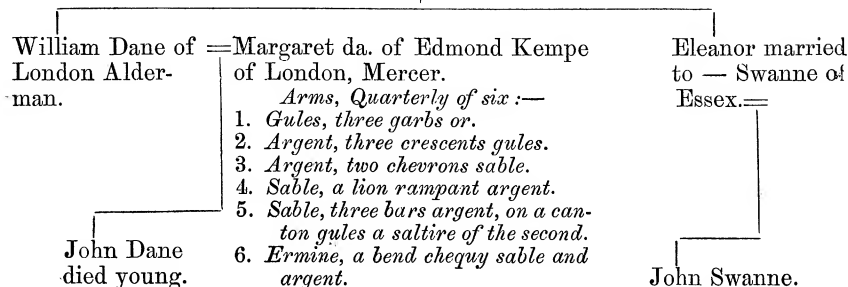 William Dane of
London Alder-
man.
=Margaret da. of Edmond Kempe
of London, Mercer.
Arms, Quarterly of six :—
1. Gules, three garbs or.
2. Argent, three crescents gules.
3. Argent, two chevrons sable.
4. Sable, a lion rampant argent.
5. Sable, three bars argent, on a can-
ton gules a saltire of the second.
6. Ermine, a bend chequy sable and
argent.
Eleanor married
to — Swanne of
Essex.=
John Dane
died young.
John Swanne.